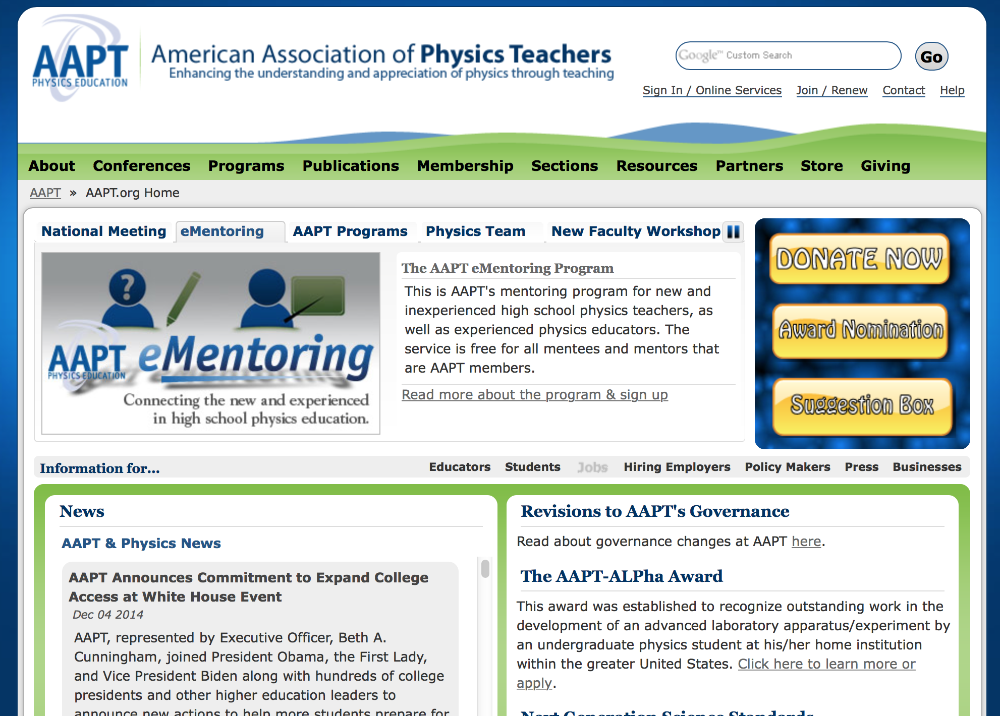 AAPT
PHYSICS EDUCATION
American Association of Physics Teachers
Enhancing the understanding and appreciation of physics through teaching
Google™ Custom Search
Go
Sign In / Online Services Join / Renew Contact Help
About Conferences Programs Publications Membership Sections Resources Partners Store Giving
AAPT » AAPT.org Home
National Meeting eMentoring AAPT Programs Physics Team New Faculty Workshop
?
AAPT eMentoring
PHYSICS EDUCATION
Connecting the new and experienced
in high school physics education.
The AAPT eMentoring Program
This is AAPT's mentoring program for new and
inexperienced high school physics teachers, as
well as experienced physics educators. The
service is free for all mentees and mentors that
are AAPT members.
Read more about the program & sign up
DONATE NOW
Award Nomination
Suggestion Box
Information for... Educators Students Jobs Hiring Employers Policy Makers Press Businesses
News
AAPT & Physics News
AAPT Announces Commitment to Expand College
Access at White House Event
Dec 04 2014
AAPT, represented by Executive Officer, Beth A.
Cunningham, joined President Obama, the First Lady,
and Vice President Biden along with hundreds of college
presidents and other higher education leaders to
announce new actions to help more students prepare for
Revisions to AAPT's Governance
Read about governance changes at AAPT here.
The AAPT-ALPha Award
This award was established to recognize outstanding work in the
development of an advanced laboratory apparatus/experiment by
an undergraduate physics student at his/her home institution
within the greater United States. Click here to learn more or
apply.
Next Generation Science Standards